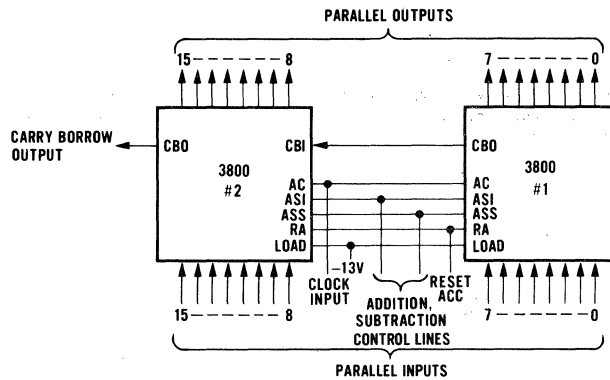 PARALLEL OUTPUTS
15 8 7 0
CARRY BORROW
OUTPUT
CBO CBI CBO
3800
#2
3800
#1
AC AC
ASI ASI
ASS ASS
RA RA
LOAD LOAD
-13V
CLOCK
INPUT
RESET
ACC
ADDITION,
SUBTRACTION
CONTROL LINES
15 8 7 0
PARALLEL INPUTS